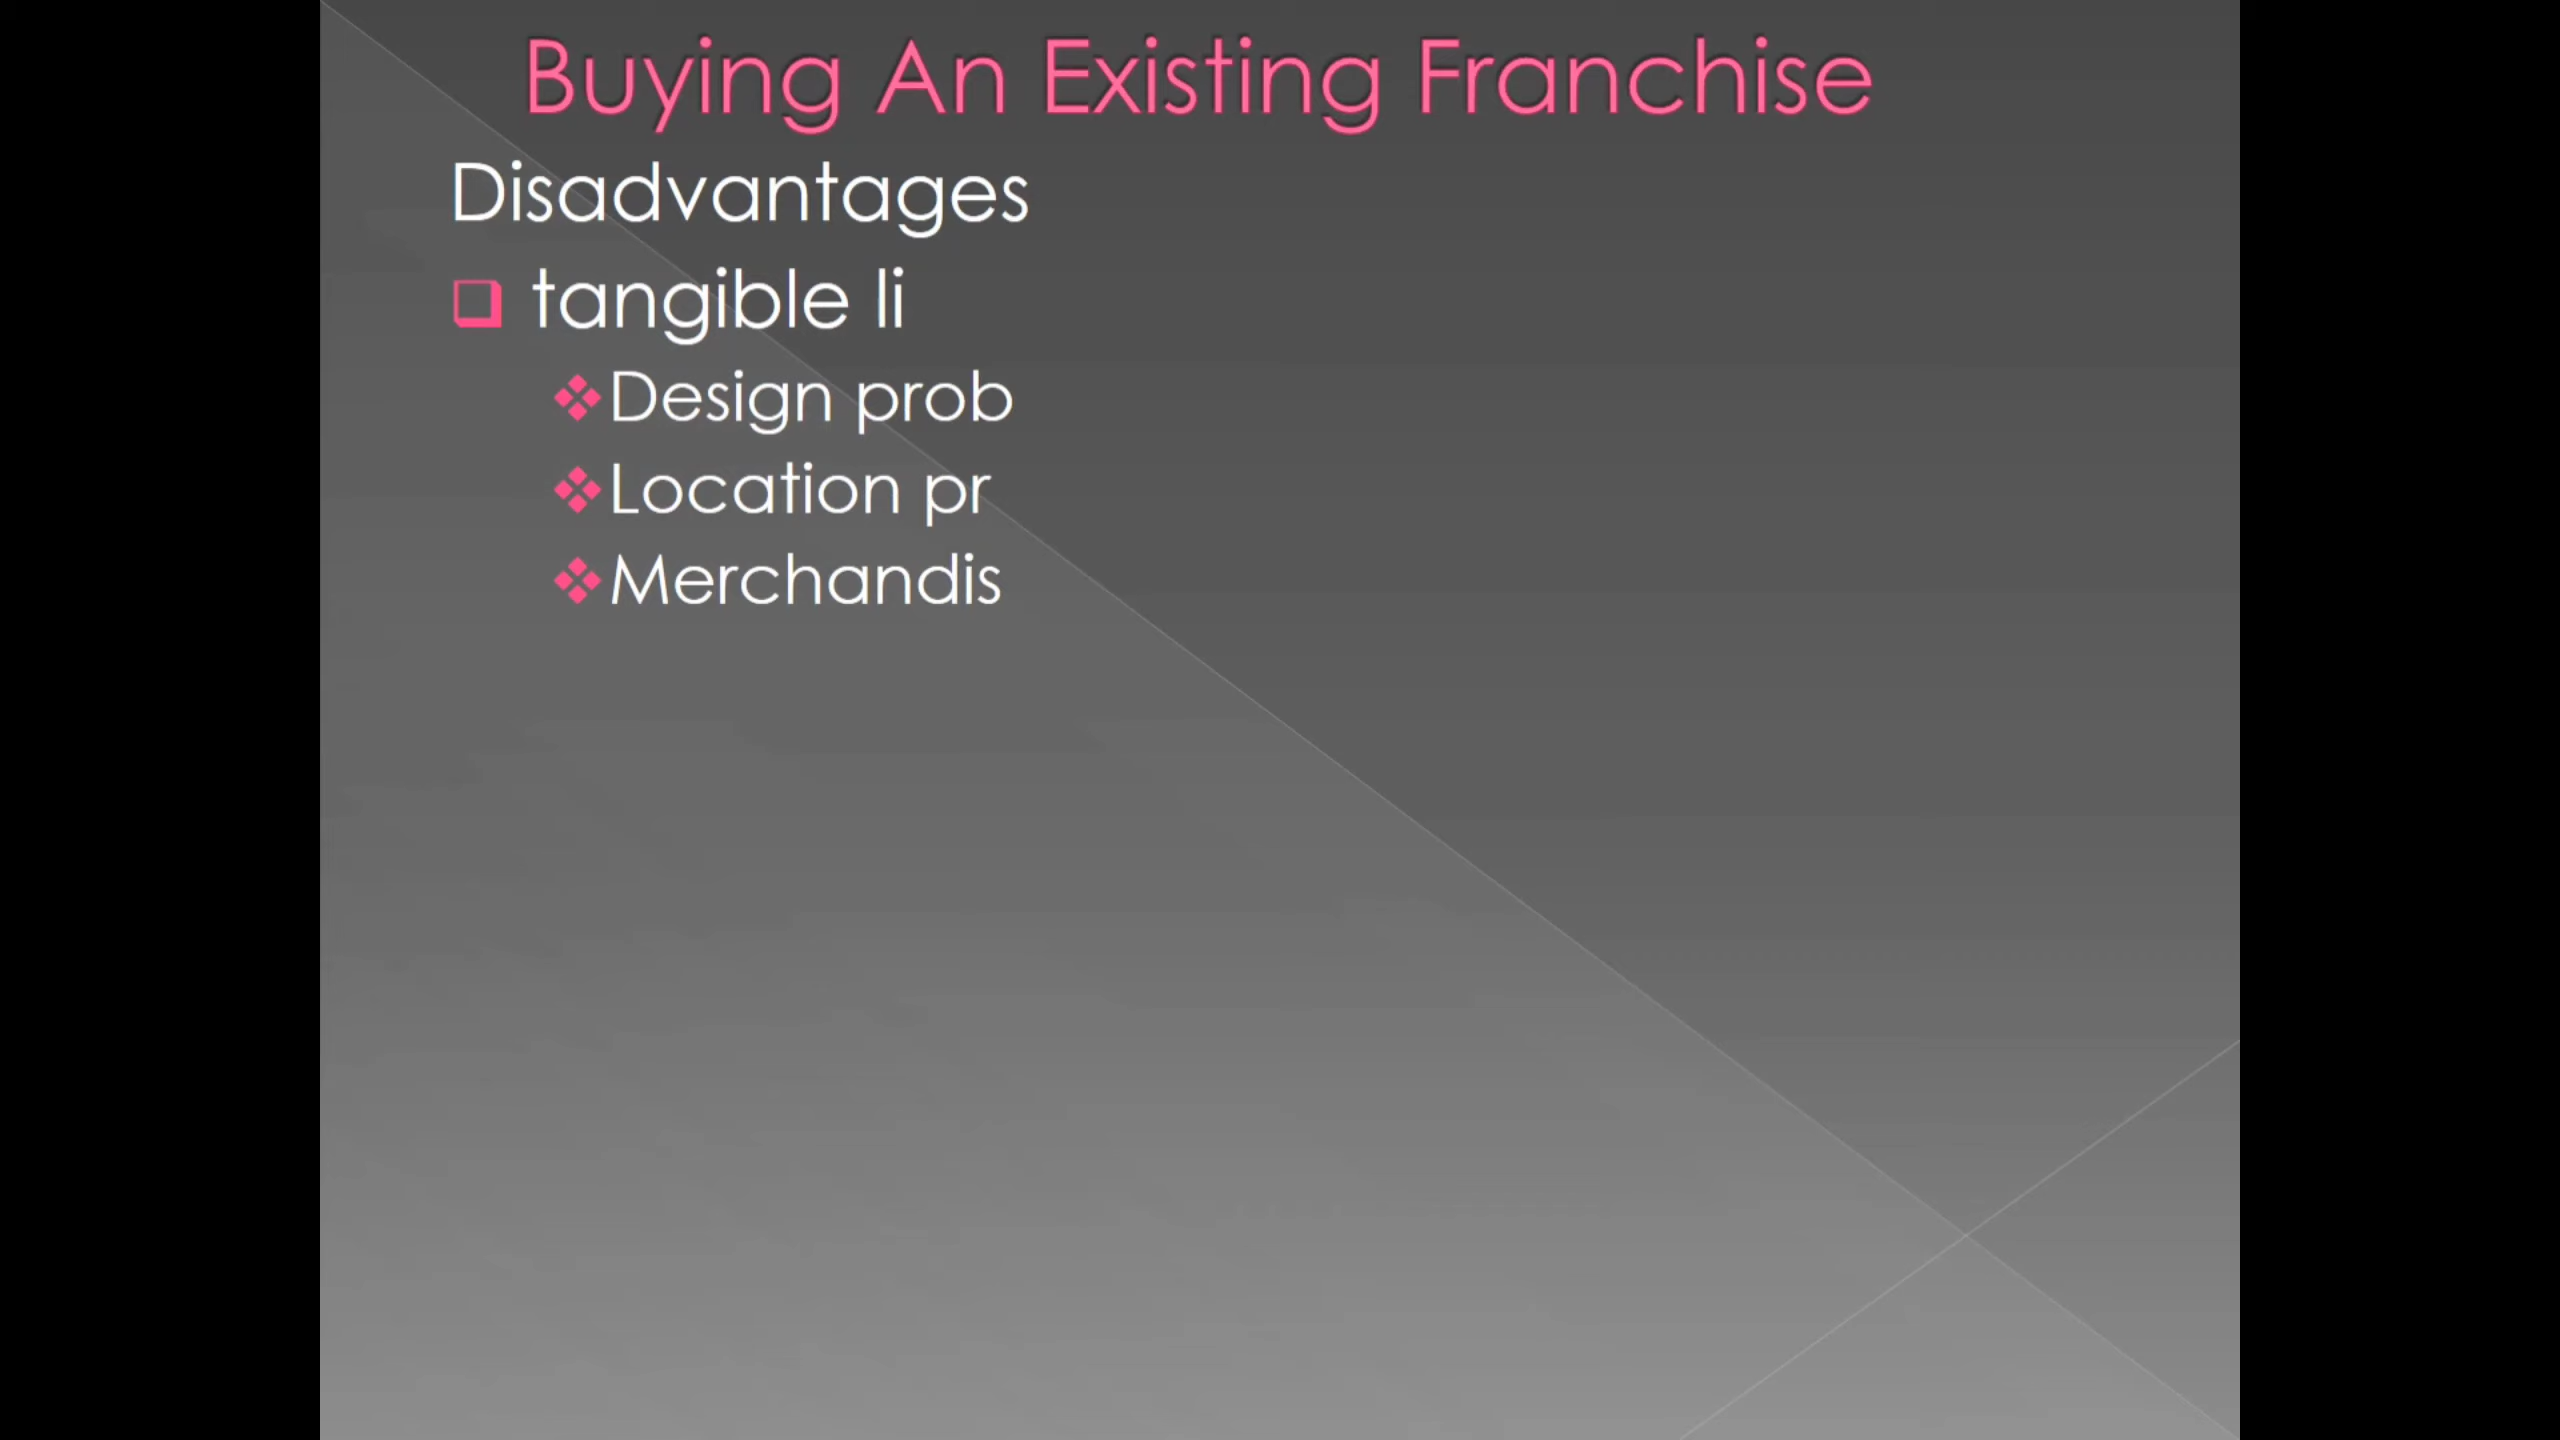 Buying An Existing Franchise
Disadvantages
tangible li
Design prob
Location pr
Merchandis